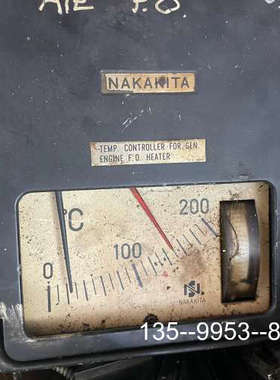 A/E F.O
NAKAKITA
TEMP. CONTROLLER FOR GEN.
ENGINE F.O. HEATER
°C
0
100
200
NAKAKITA
135--9953--8